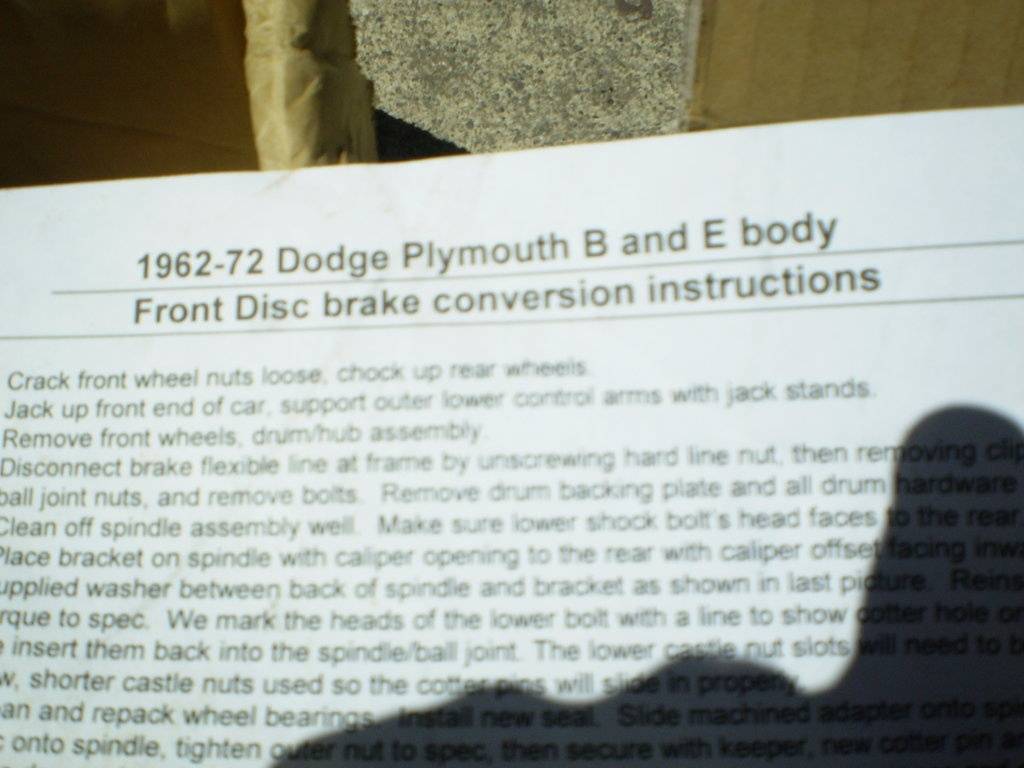 1962-72 Dodge Plymouth B and E body
Front Disc brake conversion instructions
Crack front wheel nuts loose, chock up rear wheels.
Jack up front end of car, support outer lower control arms with jack stands.
Remove front wheels, drum/hub assembly.
Disconnect brake flexible line at frame by unscrewing hard line nut, then removing clip
ball joint nuts, and remove bolts. Remove drum backing plate and all drum hardware
Clean off spindle assembly well. Make sure lower shock bolt's head faces to the rear
Place bracket on spindle with caliper opening to the rear with caliper offset facing inwa
upplied washer between back of spindle and bracket as shown in last picture. Reins
rque to spec. We mark the heads of the lower bolt with a line to show cotter hole or
e insert them back into the spindle/ball joint. The lower castle nut slots will need to b
w, shorter castle nuts used so the cotter pins will slide in properly.
an and repack wheel bearings. Install new seal. Slide machined adapter onto spi
c onto spindle, tighten outer nut to spec, then secure with keeper, new cotter pin an